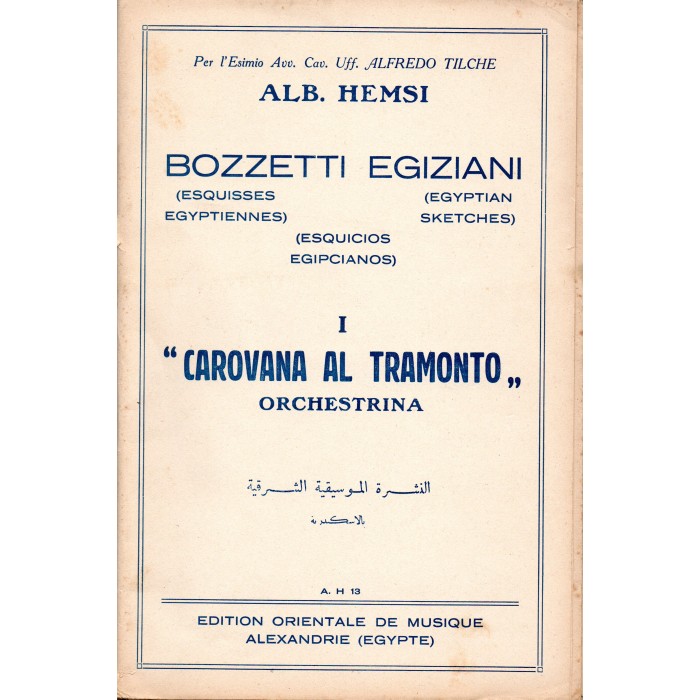 Per l'Esimio Avv. Cav. Uff. ALFREDO TILCHE
ALB. HEMSI
BOZZETTI EGIZIANI
(ESQUISSES
EGYPTIENNES)
(EGYPTIAN
SKETCHES)
(ESQUICIOS
EGIPCIANOS)
I
“ CAROVANA AL TRAMONTO „
ORCHESTRINA
النشرة الموسيقية الشرقية
بالاسكندرية
A. H 13
EDITION ORIENTALE DE MUSIQUE
ALEXANDRIE (EGYPTE)